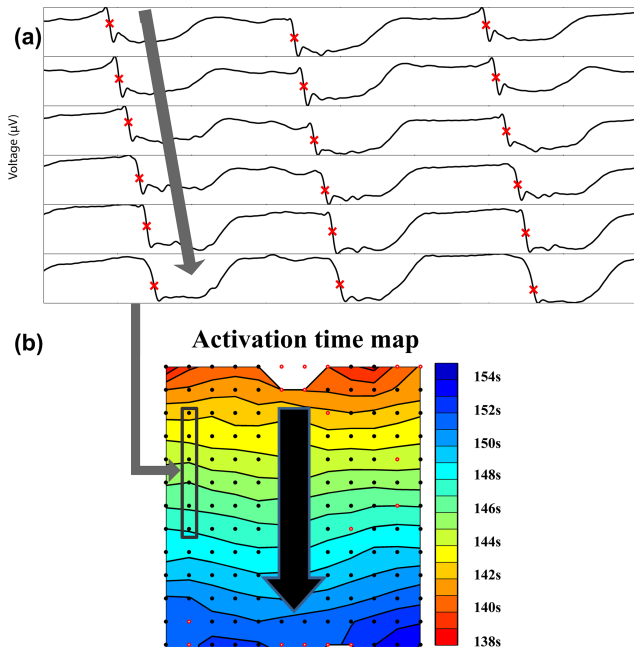 (a)
Voltage (μV)
(b)
Activation time map
154s
152s
150s
148s
146s
144s
142s
140s
138s